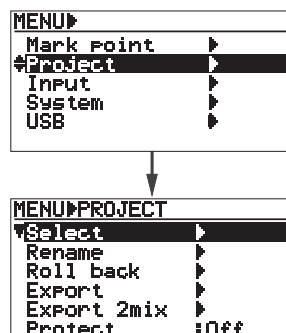 MENU
Mark point
Project
Input
System
USB
MENU PROJECT
Select
Rename
Roll back
Export
Export 2mix
Protect :Off